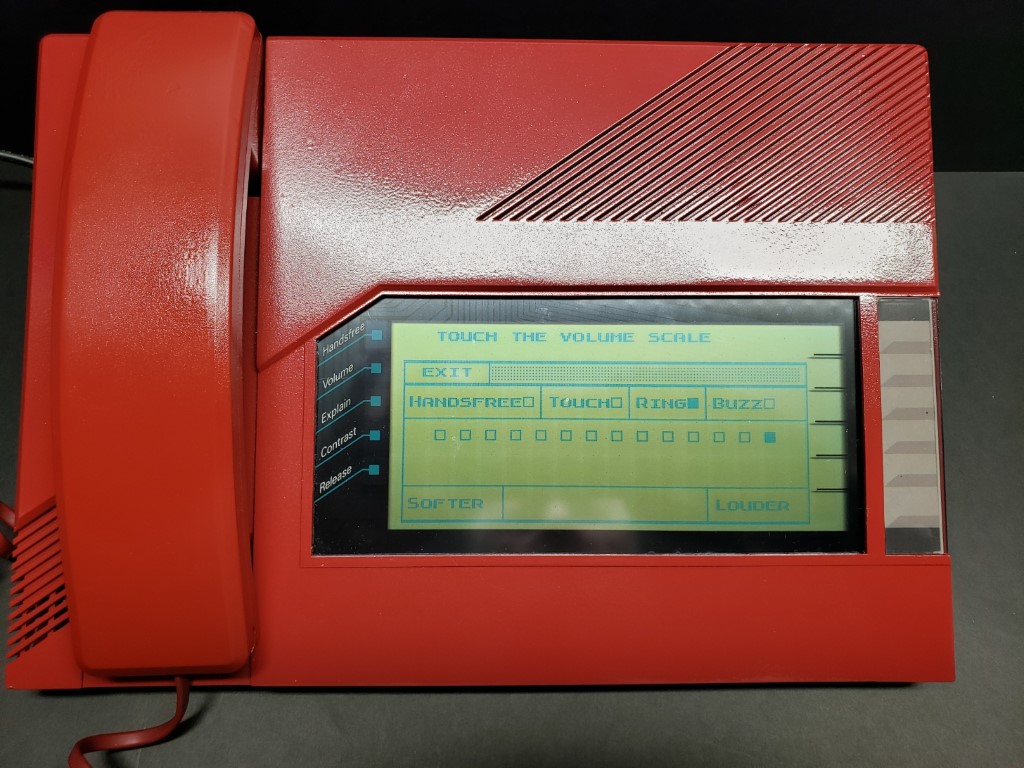 Handsfree
Volume
Explain
Contrast
Release
TOUCH THE VOLUME SCALE
EXIT
HANDSFREE TOUCH RING BUZZ
SOFTER LOUDER